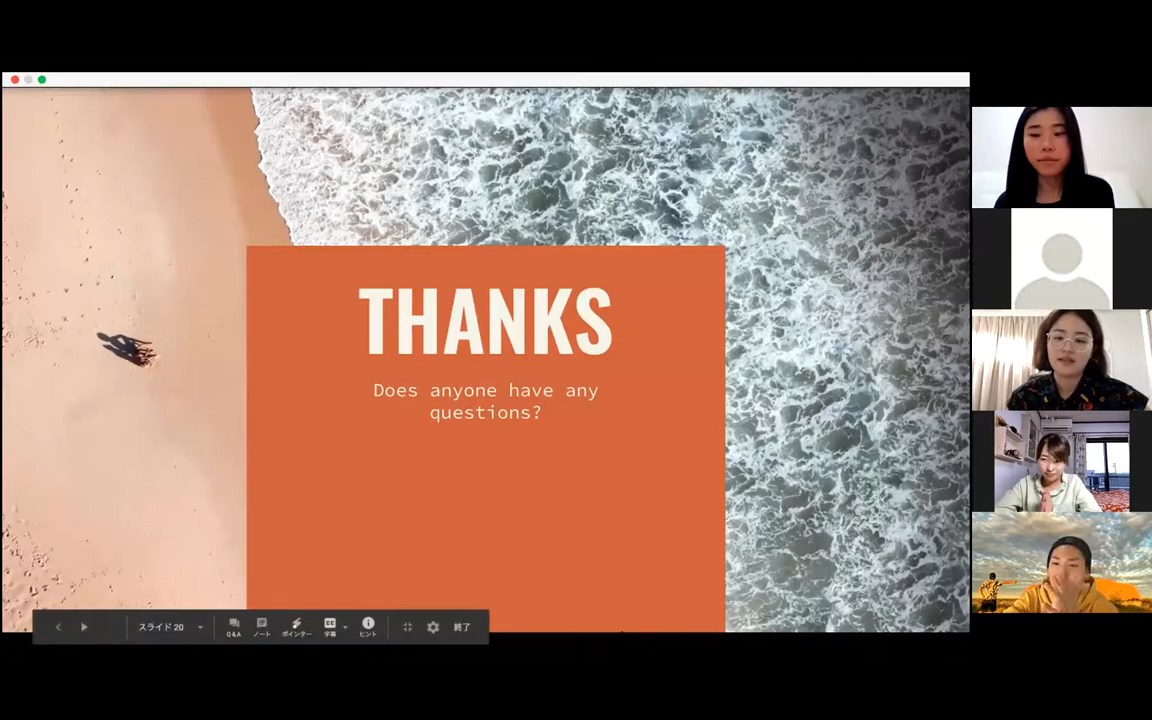 THANKS
Does anyone have any
questions?
スライド 20
Q&A
ノート
ポインター
CC
字幕
ヒント
終了